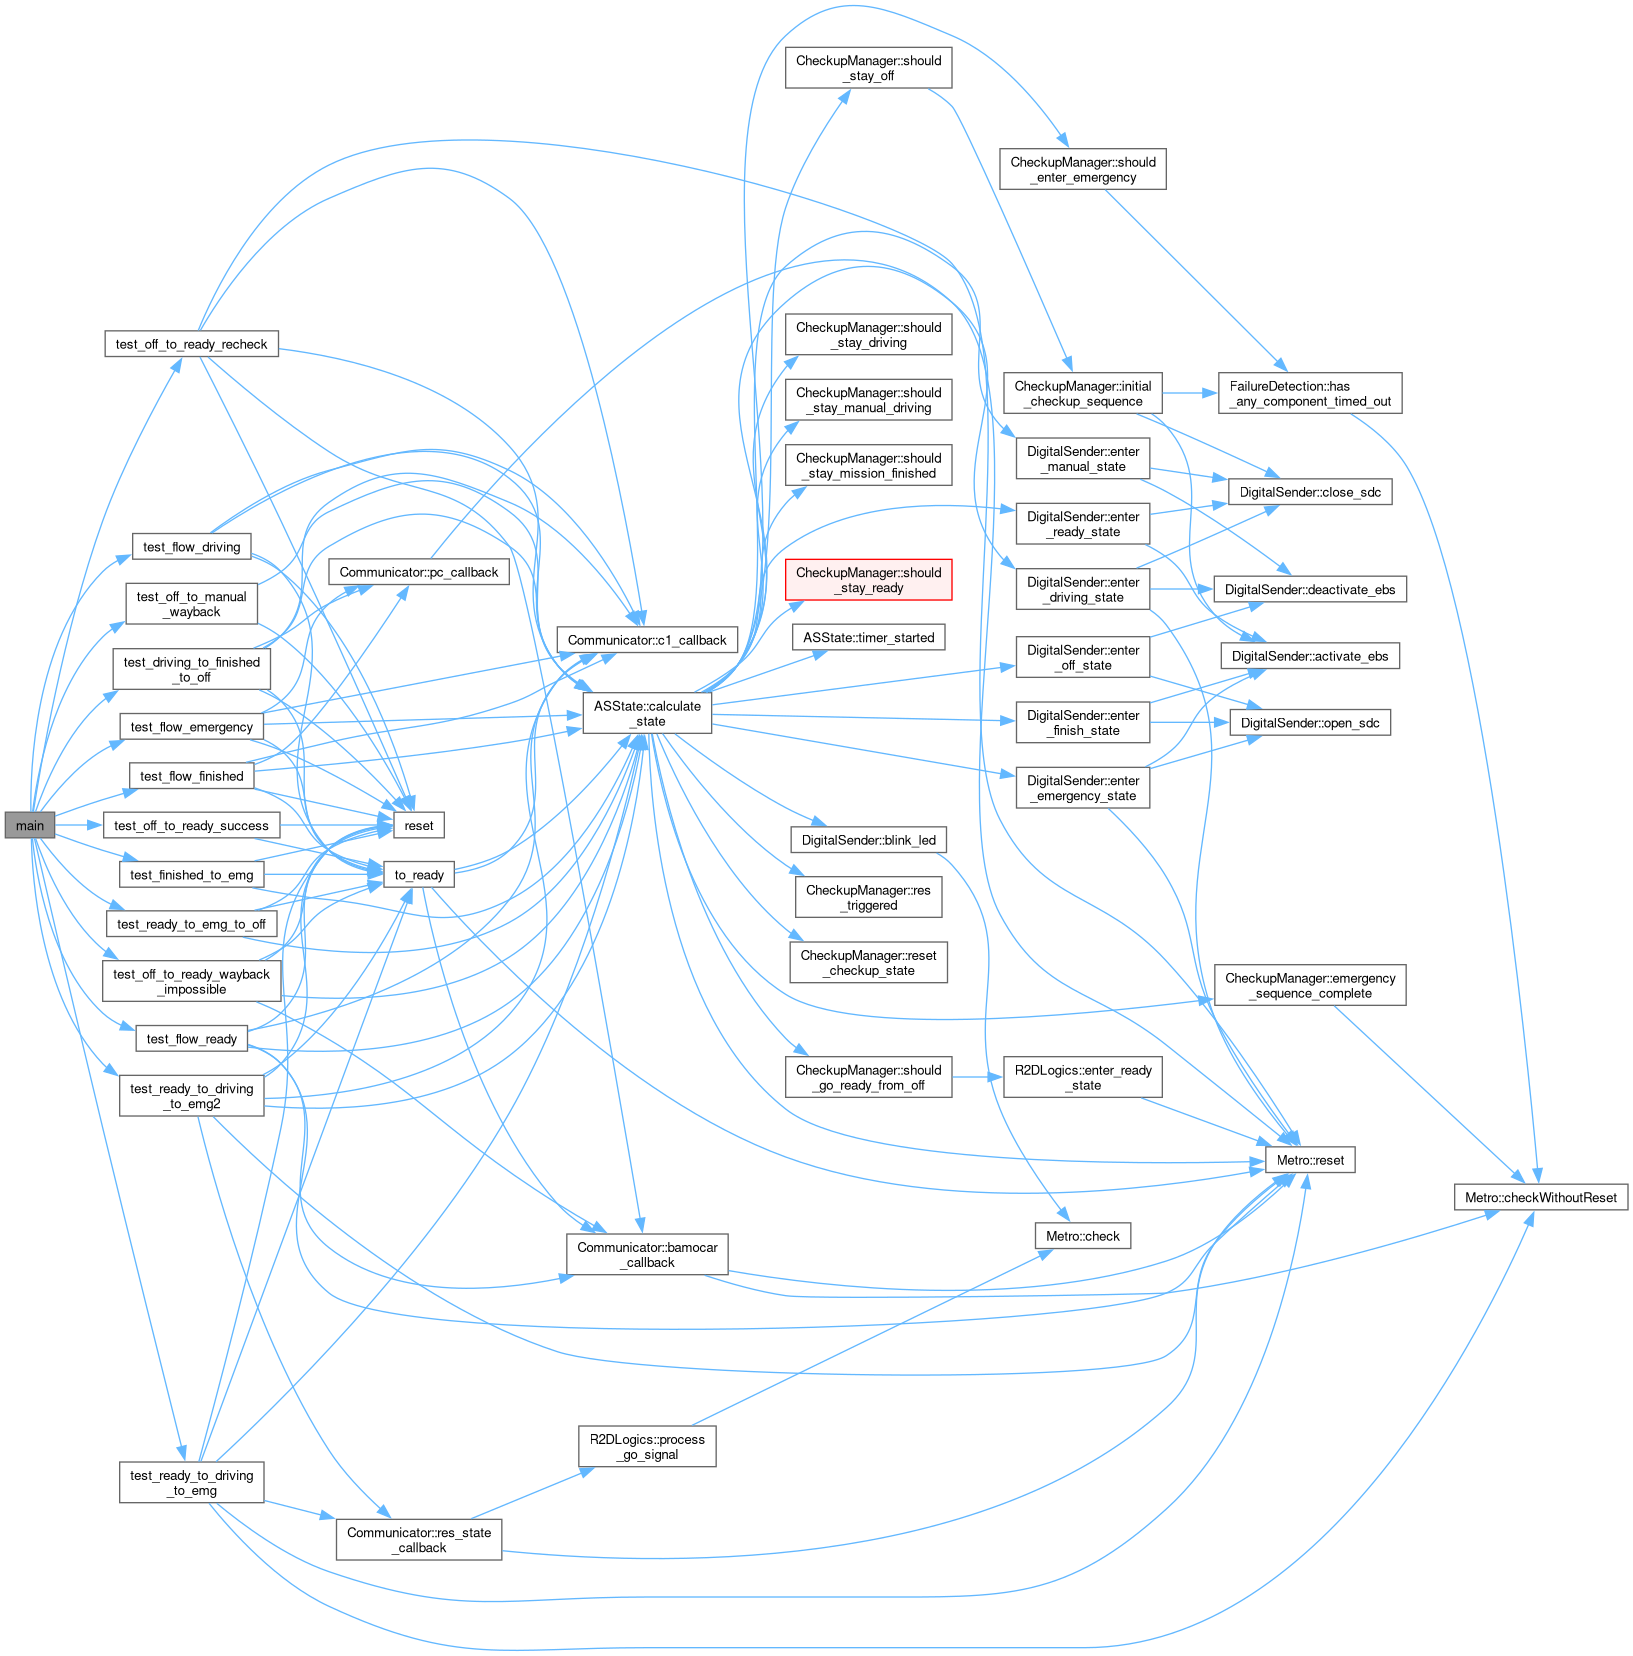 main
test_off_to_ready_recheck
test_flow_driving
test_off_to_manual
_wayback
test_driving_to_finished
_to_off
test_flow_emergency
test_flow_finished
test_off_to_ready_success
test_finished_to_emg
test_ready_to_emg_to_off
test_off_to_ready_wayback
_impossible
test_flow_ready
test_ready_to_driving
_to_emg2
test_ready_to_driving
_to_emg
Communicator::pc_callback
reset
to_ready
Communicator::res_state
_callback
Communicator::c1_callback
ASState::calculate
_state
Communicator::bamocar
_callback
R2DLogics::process
_go_signal
CheckupManager::should
_stay_off
CheckupManager::should
_stay_driving
CheckupManager::should
_stay_manual_driving
CheckupManager::should
_stay_mission_finished
CheckupManager::should
_stay_ready
ASState::timer_started
DigitalSender::blink_led
CheckupManager::res
_triggered
CheckupManager::reset
_checkup_state
CheckupManager::should
_go_ready_from_off
CheckupManager::should
_enter_emergency
CheckupManager::initial
_checkup_sequence
DigitalSender::enter
_manual_state
DigitalSender::enter
_ready_state
DigitalSender::enter
_driving_state
DigitalSender::enter
_off_state
DigitalSender::enter
_finish_state
DigitalSender::enter
_emergency_state
R2DLogics::enter_ready
_state
Metro::check
FailureDetection::has
_any_component_timed_out
DigitalSender::close_sdc
DigitalSender::deactivate_ebs
DigitalSender::activate_ebs
DigitalSender::open_sdc
CheckupManager::emergency
_sequence_complete
Metro::reset
Metro::checkWithoutReset